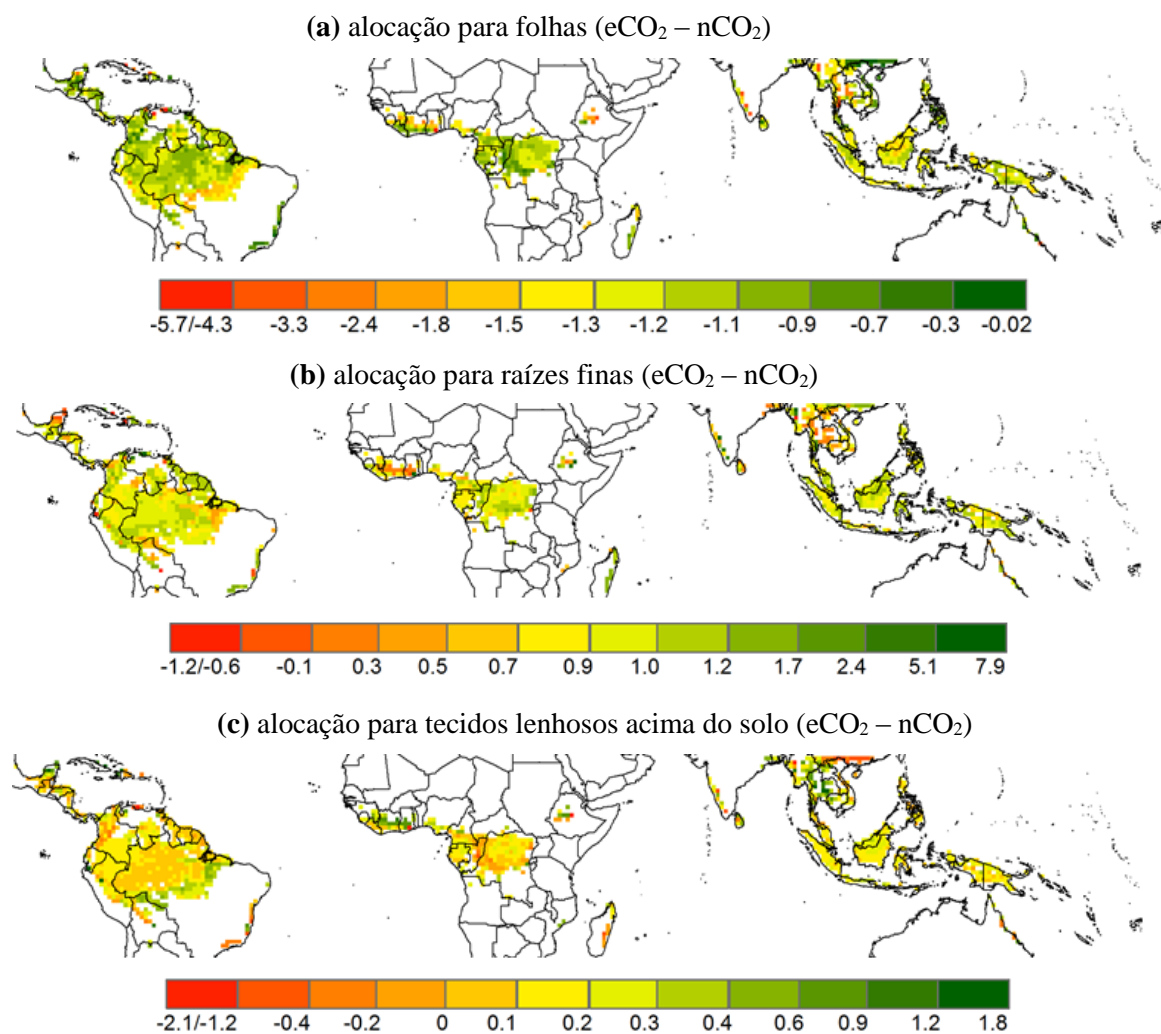 (a) alocação para folhas (eCO₂ – nCO₂)
-5.7/-4.3 -3.3 -2.4 -1.8 -1.5 -1.3 -1.2 -1.1 -0.9 -0.7 -0.3 -0.02
(b) alocação para raízes finas (eCO₂ – nCO₂)
-1.2/-0.6 -0.1 0.3 0.5 0.7 0.9 1.0 1.2 1.7 2.4 5.1 7.9
(c) alocação para tecidos lenhosos acima do solo (eCO₂ – nCO₂)
-2.1/-1.2 -0.4 -0.2 0 0.1 0.2 0.3 0.4 0.6 0.9 1.2 1.8